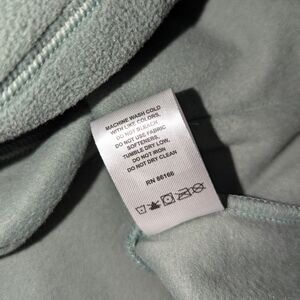 MACHINE WASH COLD
WITH LIKE COLORS.
DO NOT BLEACH
DO NOT USE FABRIC
SOFTENERS.
TUMBLE DRY LOW.
DO NOT IRON
DO NOT DRY CLEAN
RN 86166